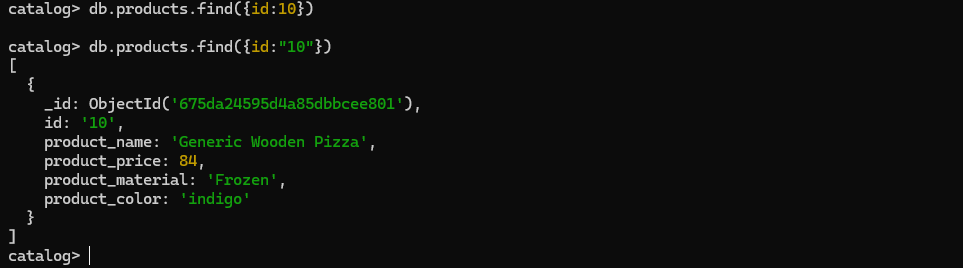 catalog> db.products.find({id:10})
catalog> db.products.find({id:"10"})
[
  {
    _id: ObjectId('675da24595d4a85dbbcee801'),
    id: '10',
    product_name: 'Generic Wooden Pizza',
    product_price: 84,
    product_material: 'Frozen',
    product_color: 'indigo'
  }
]
catalog>